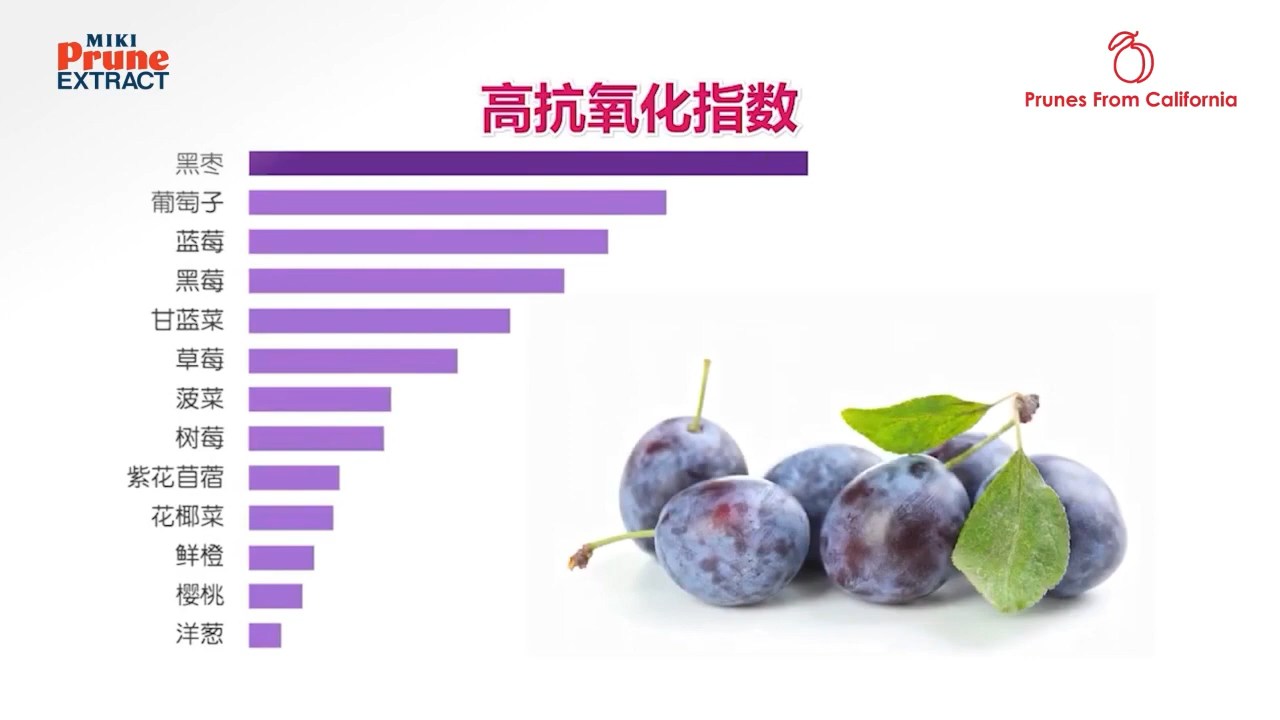 MIKI
Prune
EXTRACT
Prunes From California
高抗氧化指数
黑枣
葡萄子
蓝莓
黑莓
甘蓝菜
草莓
菠菜
树莓
紫花苜蓿
花椰菜
鲜橙
樱桃
洋葱